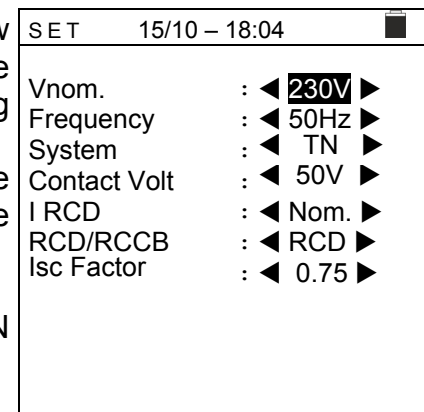 w
e
g
e
e
N
SET 15/10 – 18:04
Vnom. : ◀ 230V ▶
Frequency : ◀ 50Hz ▶
System : ◀ TN ▶
Contact Volt : ◀ 50V ▶
I RCD : ◀ Nom. ▶
RCD/RCCB : ◀ RCD ▶
Isc Factor : ◀ 0.75 ▶